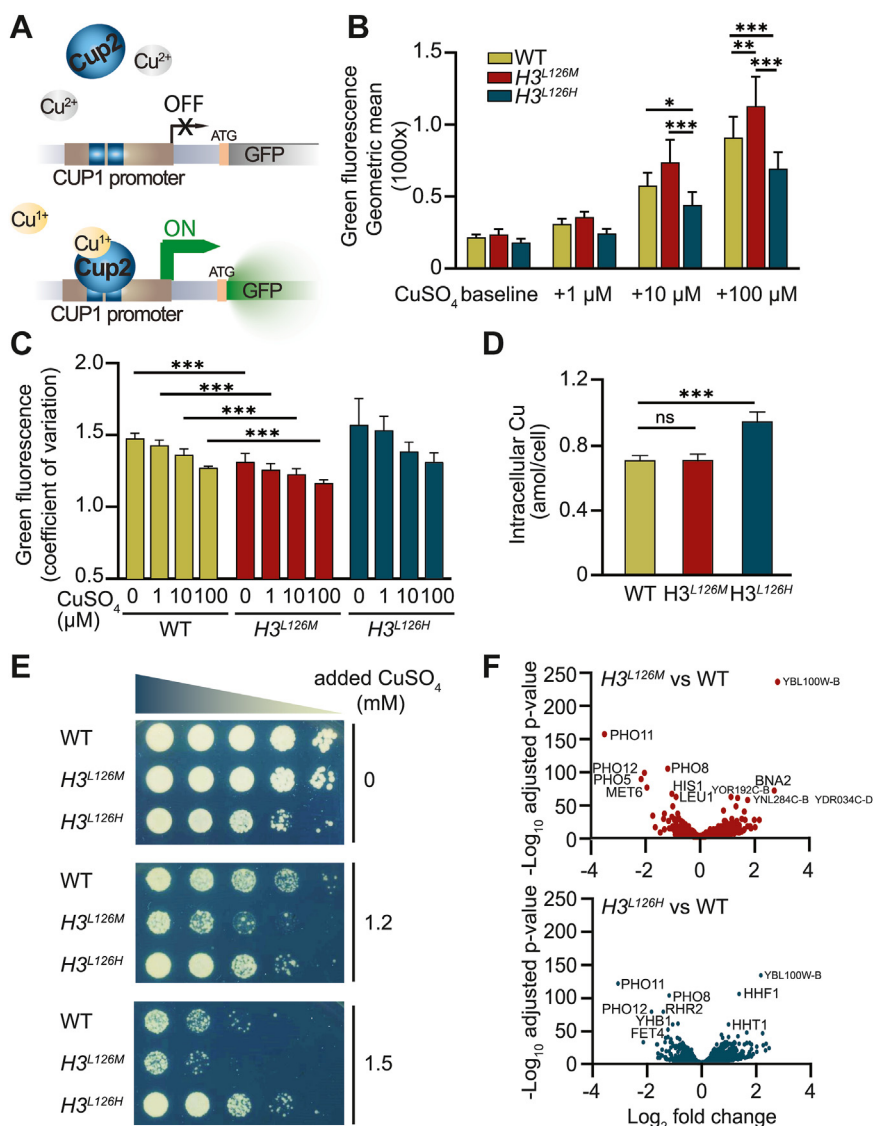 A
Cup2
Cu2+
Cu2+
OFF
X
ATG
GFP
CUP1 promoter
Cu1+
ON
Cu1+
Cup2
ATG
GFP
CUP1 promoter
B
Green fluorescence
Geometric mean
(1000x)
1.5
1.0
0.5
0
WT
H3L126M
H3L126H
*
***
***
**
***
CuSO4 baseline +1 µM +10 µM +100 µM
C
Green fluorescence
(coefficient of variation)
2.0
1.5
1.0
0.5
***
***
***
***
CuSO4
(µM)
0 1 10 100 0 1 10 100 0 1 10 100
WT H3L126M H3L126H
D
Intracellular Cu
(amol/cell)
1.2
0.8
0.4
0
***
ns
WT H3L126M H3L126H
E
added CuSO4
(mM)
WT
H3L126M
H3L126H
0
WT
H3L126M
H3L126H
1.2
WT
H3L126M
H3L126H
1.5
F
H3L126M vs WT
-Log10 adjusted p-value
250
200
150
100
50
0
YBL100W-B
PHO11
PHO12
PHO8
PHO5
MET6
HIS1
LEU1
YOR192C-B
BNA2
YNL284C-B
YDR034C-D
-4 -2 0 2 4
H3L126H vs WT
-Log10 adjusted p-value
250
200
150
100
50
0
YBL100W-B
PHO11
PHO8
HHF1
PHO12
RHR2
YHB1
HHT1
FET4
-4 -2 0 2 4
Log2 fold change